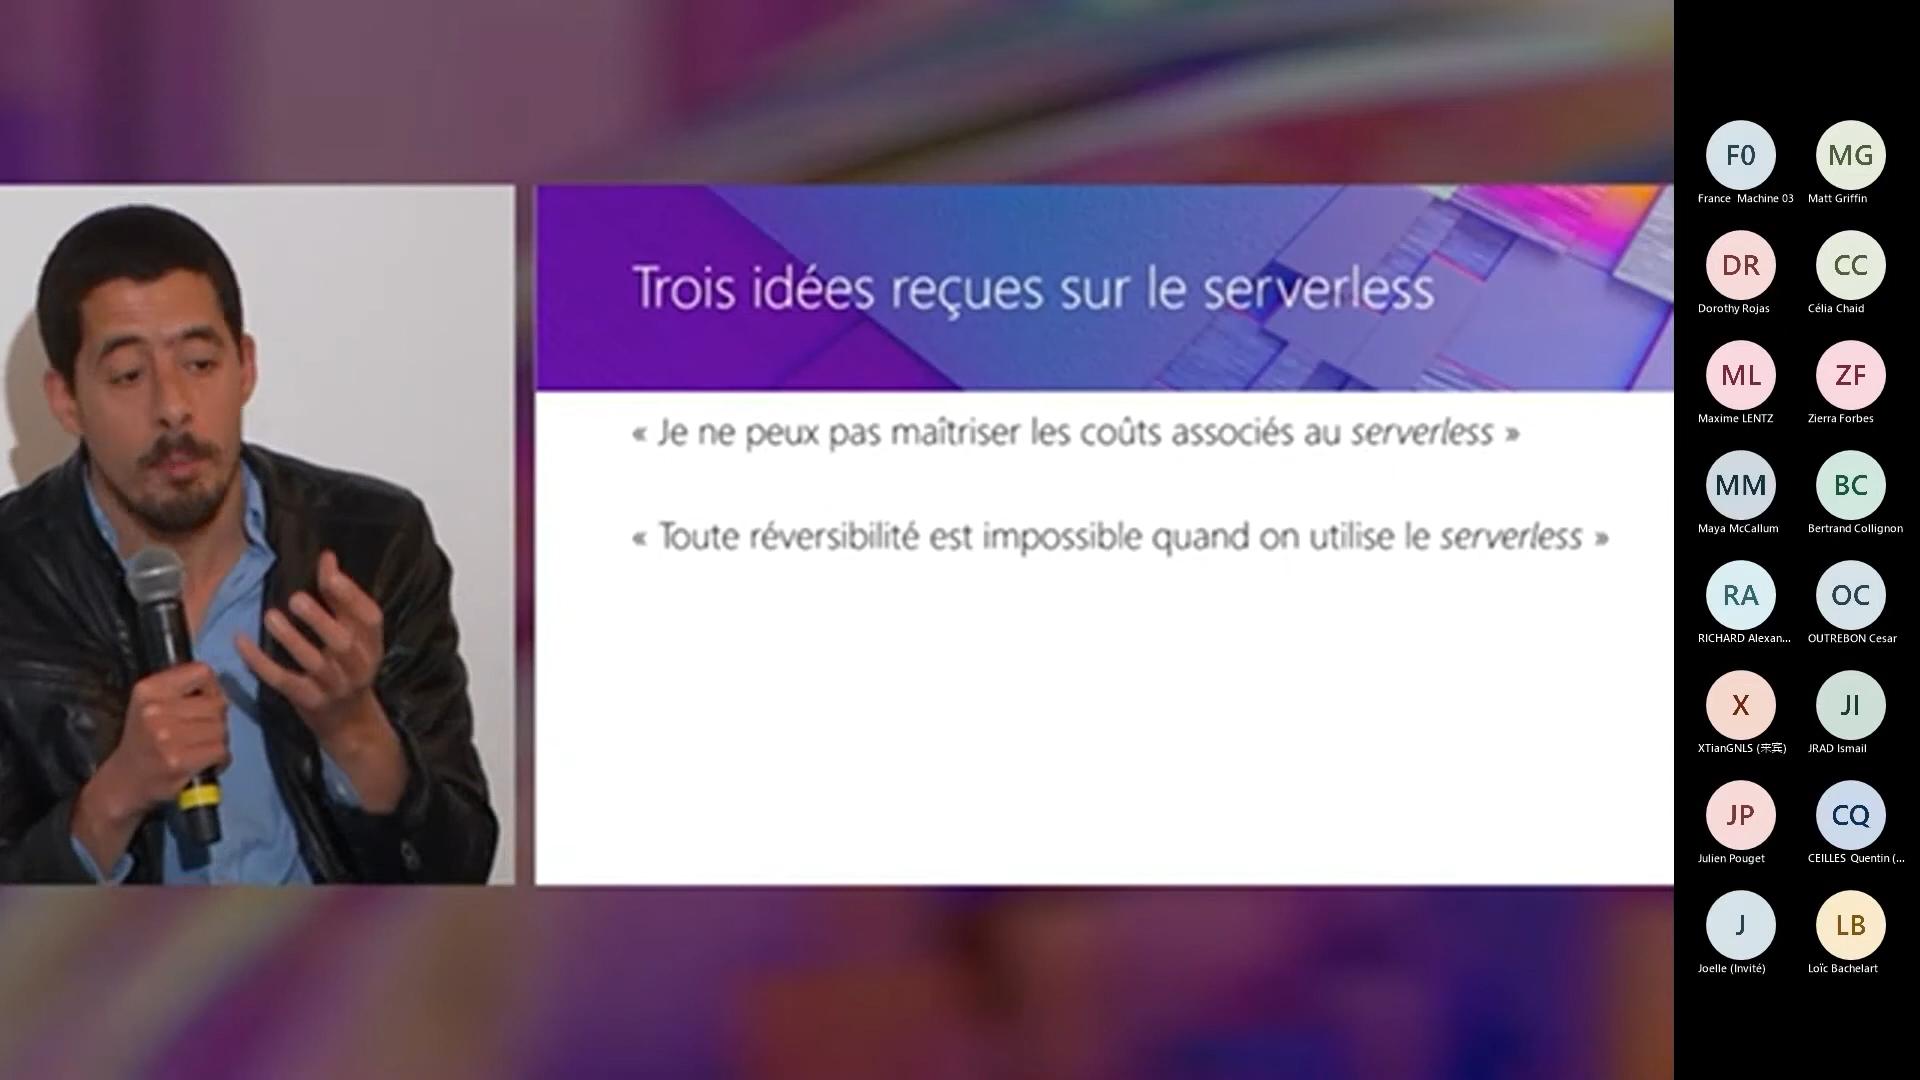 Trois idées reçues sur le serverless
« Je ne peux pas maîtriser les coûts associés au serverless »
« Toute réversibilité est impossible quand on utilise le serverless »
F0
MG
France Machine 03
Matt Griffin
DR
CC
Dorothy Rojas
Célia Chaid
ML
ZF
Maxime LENTZ
Zierra Forbes
MM
BC
Maya McCallum
Bertrand Collignon
RA
OC
RICHARD Alexan...
OUTREBON Cesar
X
JI
XTianGNLS (来宾)
JRAD Ismail
JP
CQ
Julien Pouget
CEILLES Quentin (...
J
LB
Joelle (Invité)
Loïc Bachelart